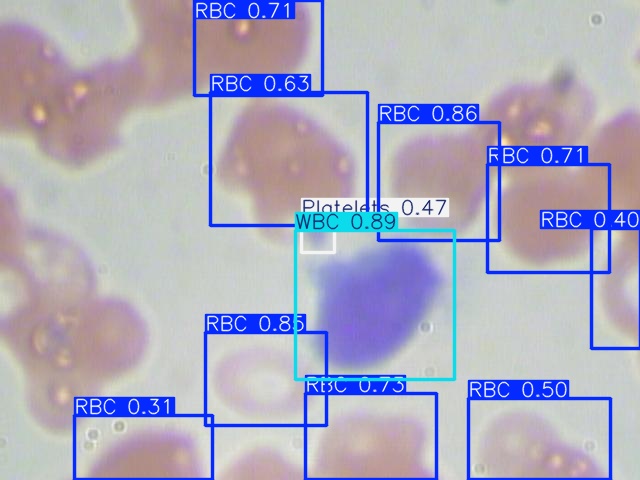 RBC 0.71
RBC 0.63
RBC 0.86
RBC 0.71
Platelets 0.47
WBC 0.89
RBC 0.40
RBC 0.85
RBC 0.73
RBC 0.50
RBC 0.31